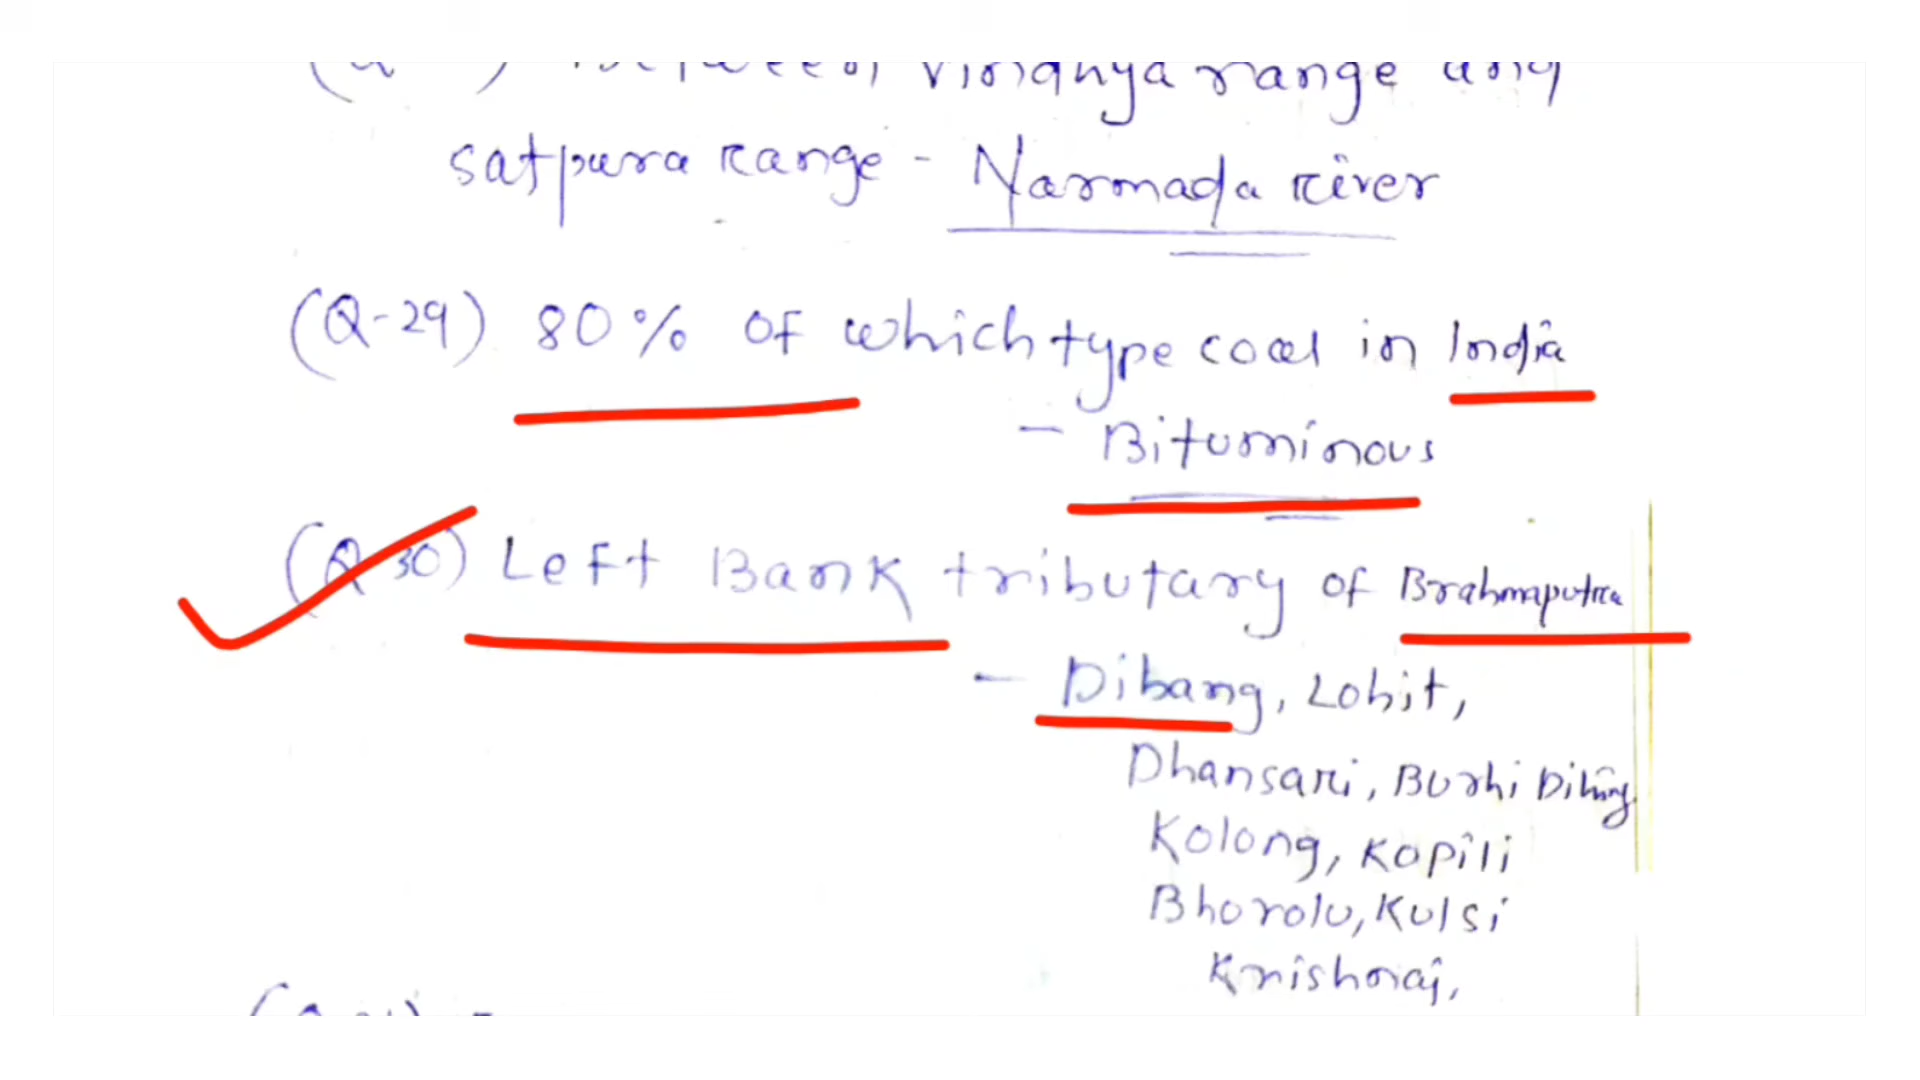 Between Vindhya range and
satpura range - Narmada river
(Q-29) 80% of which type coal in India
- Bituminous
(Q-30) Left Bank tributary of Brahmaputra
- Dibang, Lohit,
Dhansari, Burhi Dihing
Kolong, Kopili
Bhorolu, Kulsi
Krishnai,